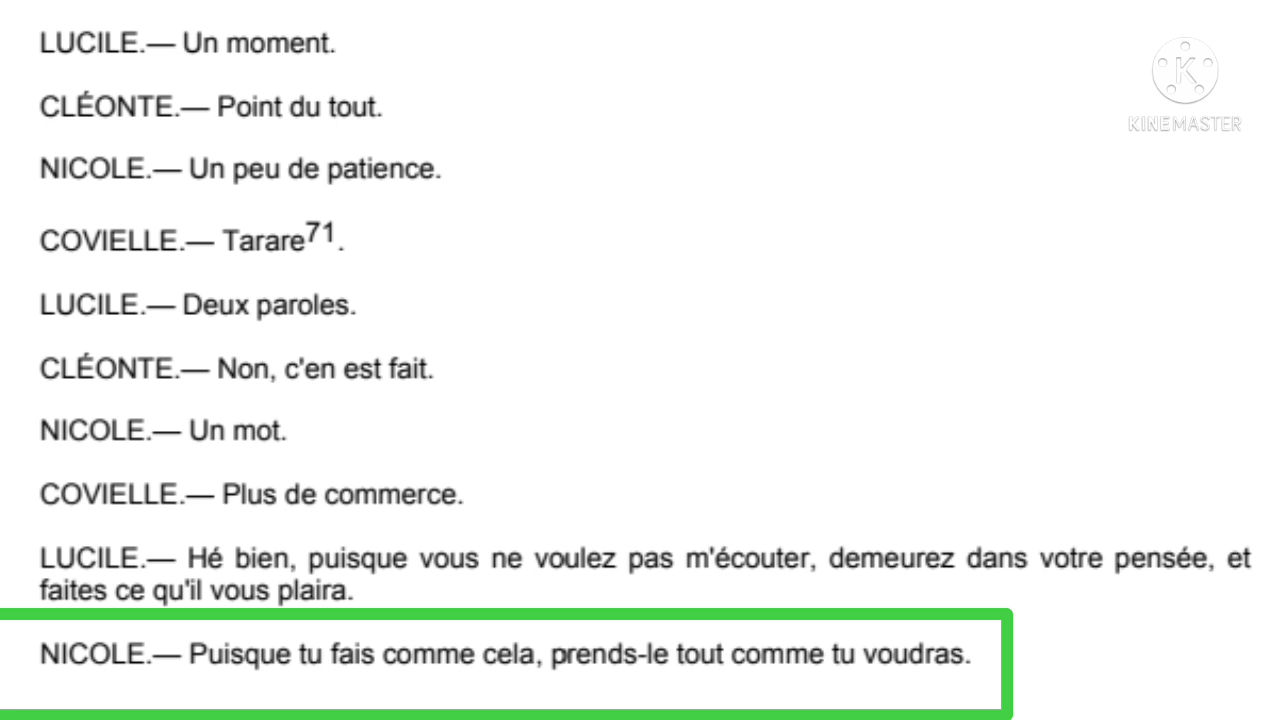 LUCILE.— Un moment.
CLÉONTE.— Point du tout.
NICOLE.— Un peu de patience.
COVIELLE.— Tarare71.
LUCILE.— Deux paroles.
CLÉONTE.— Non, c'en est fait.
NICOLE.— Un mot.
COVIELLE.— Plus de commerce.
LUCILE.— Hé bien, puisque vous ne voulez pas m'écouter, demeurez dans votre pensée, et
faites ce qu'il vous plaira.
NICOLE.— Puisque tu fais comme cela, prends-le tout comme tu voudras.
K
KINEMASTER